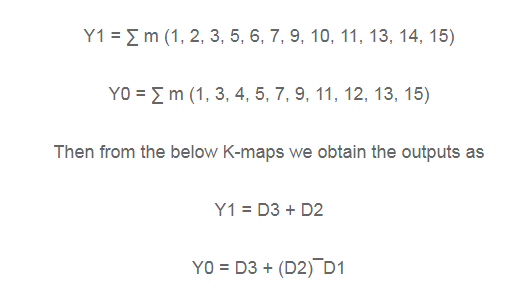 Y1 = ∑ m (1, 2, 3, 5, 6, 7, 9, 10, 11, 13, 14, 15)
Y0 = ∑ m (1, 3, 4, 5, 7, 9, 11, 12, 13, 15)
Then from the below K-maps we obtain the outputs as
Y1 = D3 + D2
Y0 = D3 + (D2)¯D1